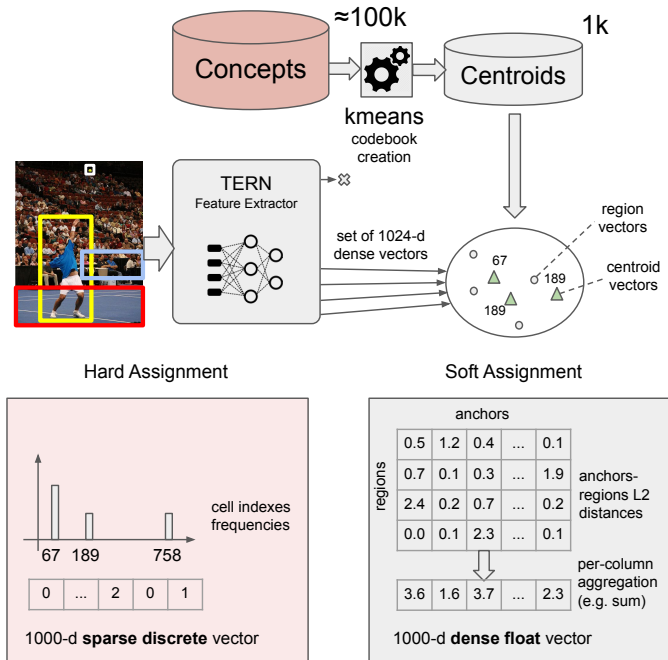 ≈100k
1k
Concepts
Centroids
kmeans
codebook
creation
TERN
Feature Extractor
set of 1024-d
dense vectors
region
vectors
67
189
centroid
vectors
189
Hard Assignment
Soft Assignment
cell indexes
frequencies
67 189 758
0 ... 2 0 1
1000-d sparse discrete vector
anchors
regions
0.5 1.2 0.4 ... 0.1
0.7 0.1 0.3 ... 1.9
2.4 0.2 0.7 ... 0.2
0.0 0.1 2.3 ... 0.1
anchors-
regions L2
distances
3.6 1.6 3.7 ... 2.3
per-column
aggregation
(e.g. sum)
1000-d dense float vector